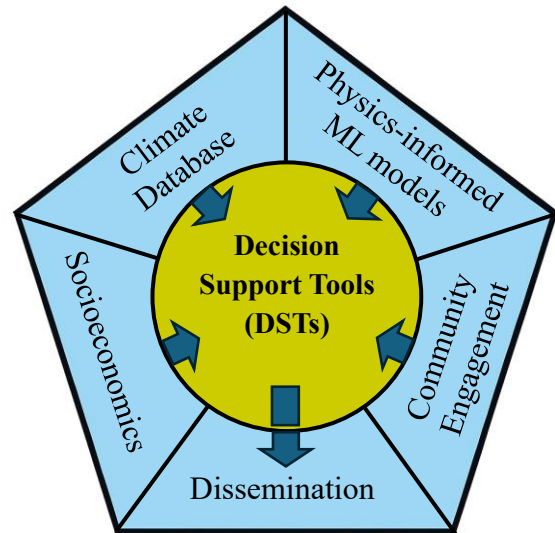 Climate
Database
Physics-informed
ML models
Decision
Support Tools
(DSTs)
Socioeconomics
Community
Engagement
Dissemination